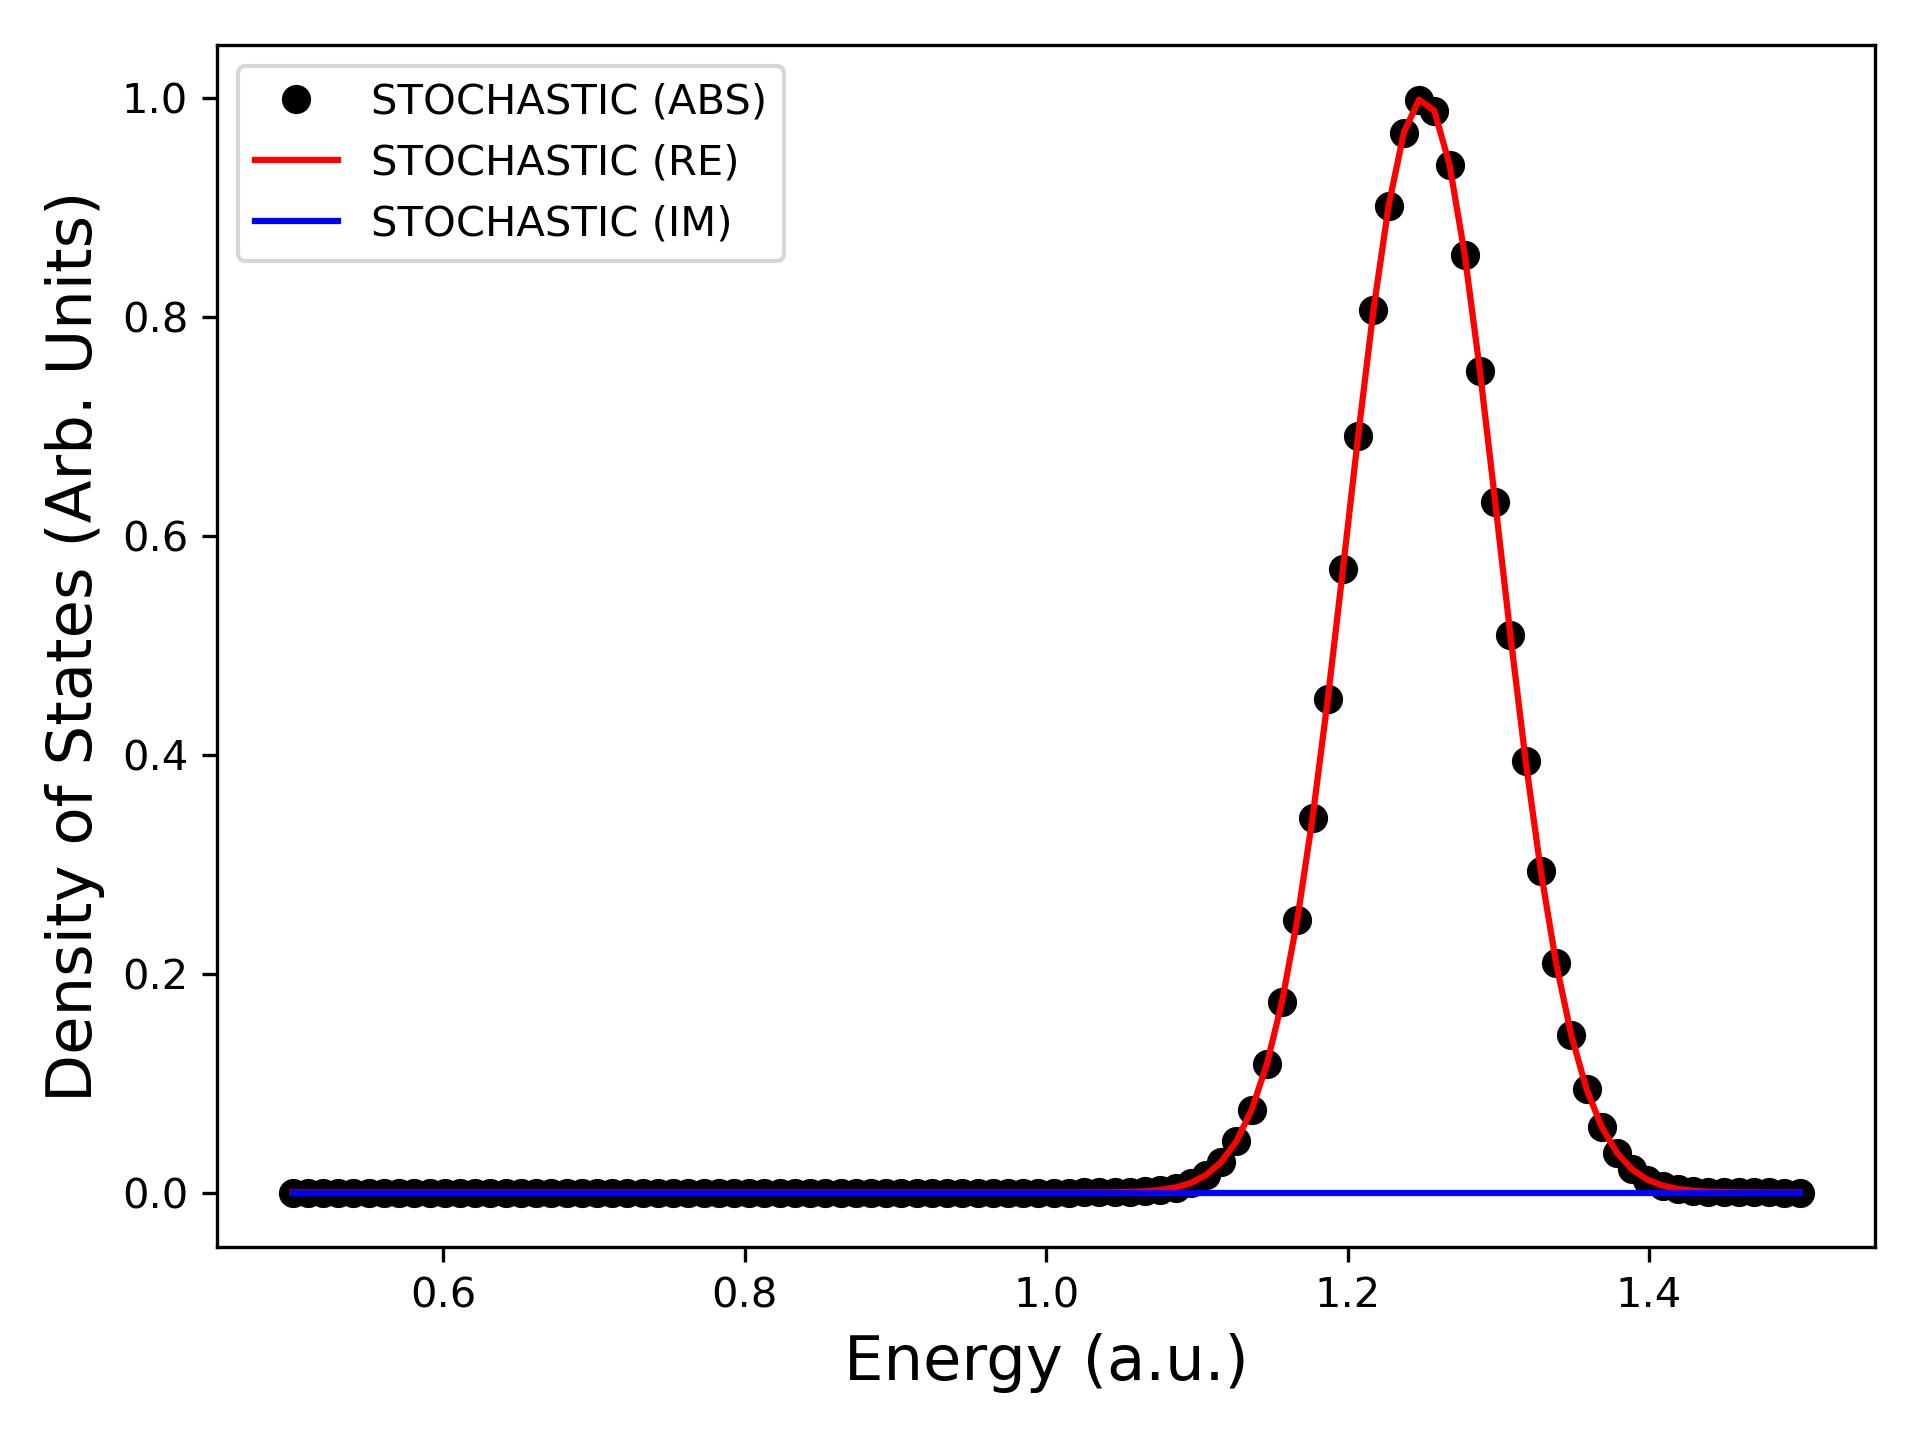 STOCHASTIC (ABS)
STOCHASTIC (RE)
STOCHASTIC (IM)
Density of States (Arb. Units)
1.0
0.8
0.6
0.4
0.2
0.0
0.6
0.8
1.0
1.2
1.4
Energy (a.u.)